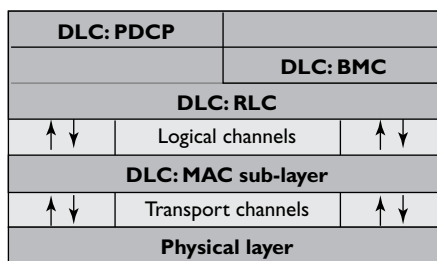 DLC: PDCP
DLC: BMC
DLC: RLC
Logical channels
DLC: MAC sub-layer
Transport channels
Physical layer